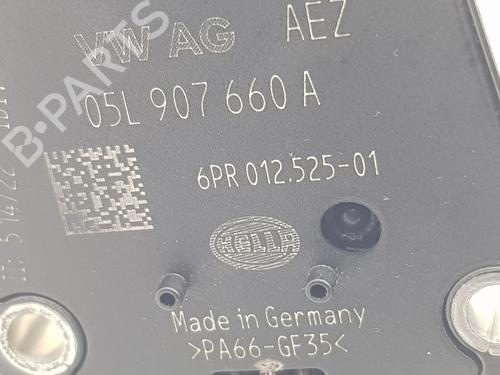 VW AG AEZ
05L 907 660 A
6PR 012.525-01
HELLA
Made in Germany
>PA66-GF35<
B-PARTS